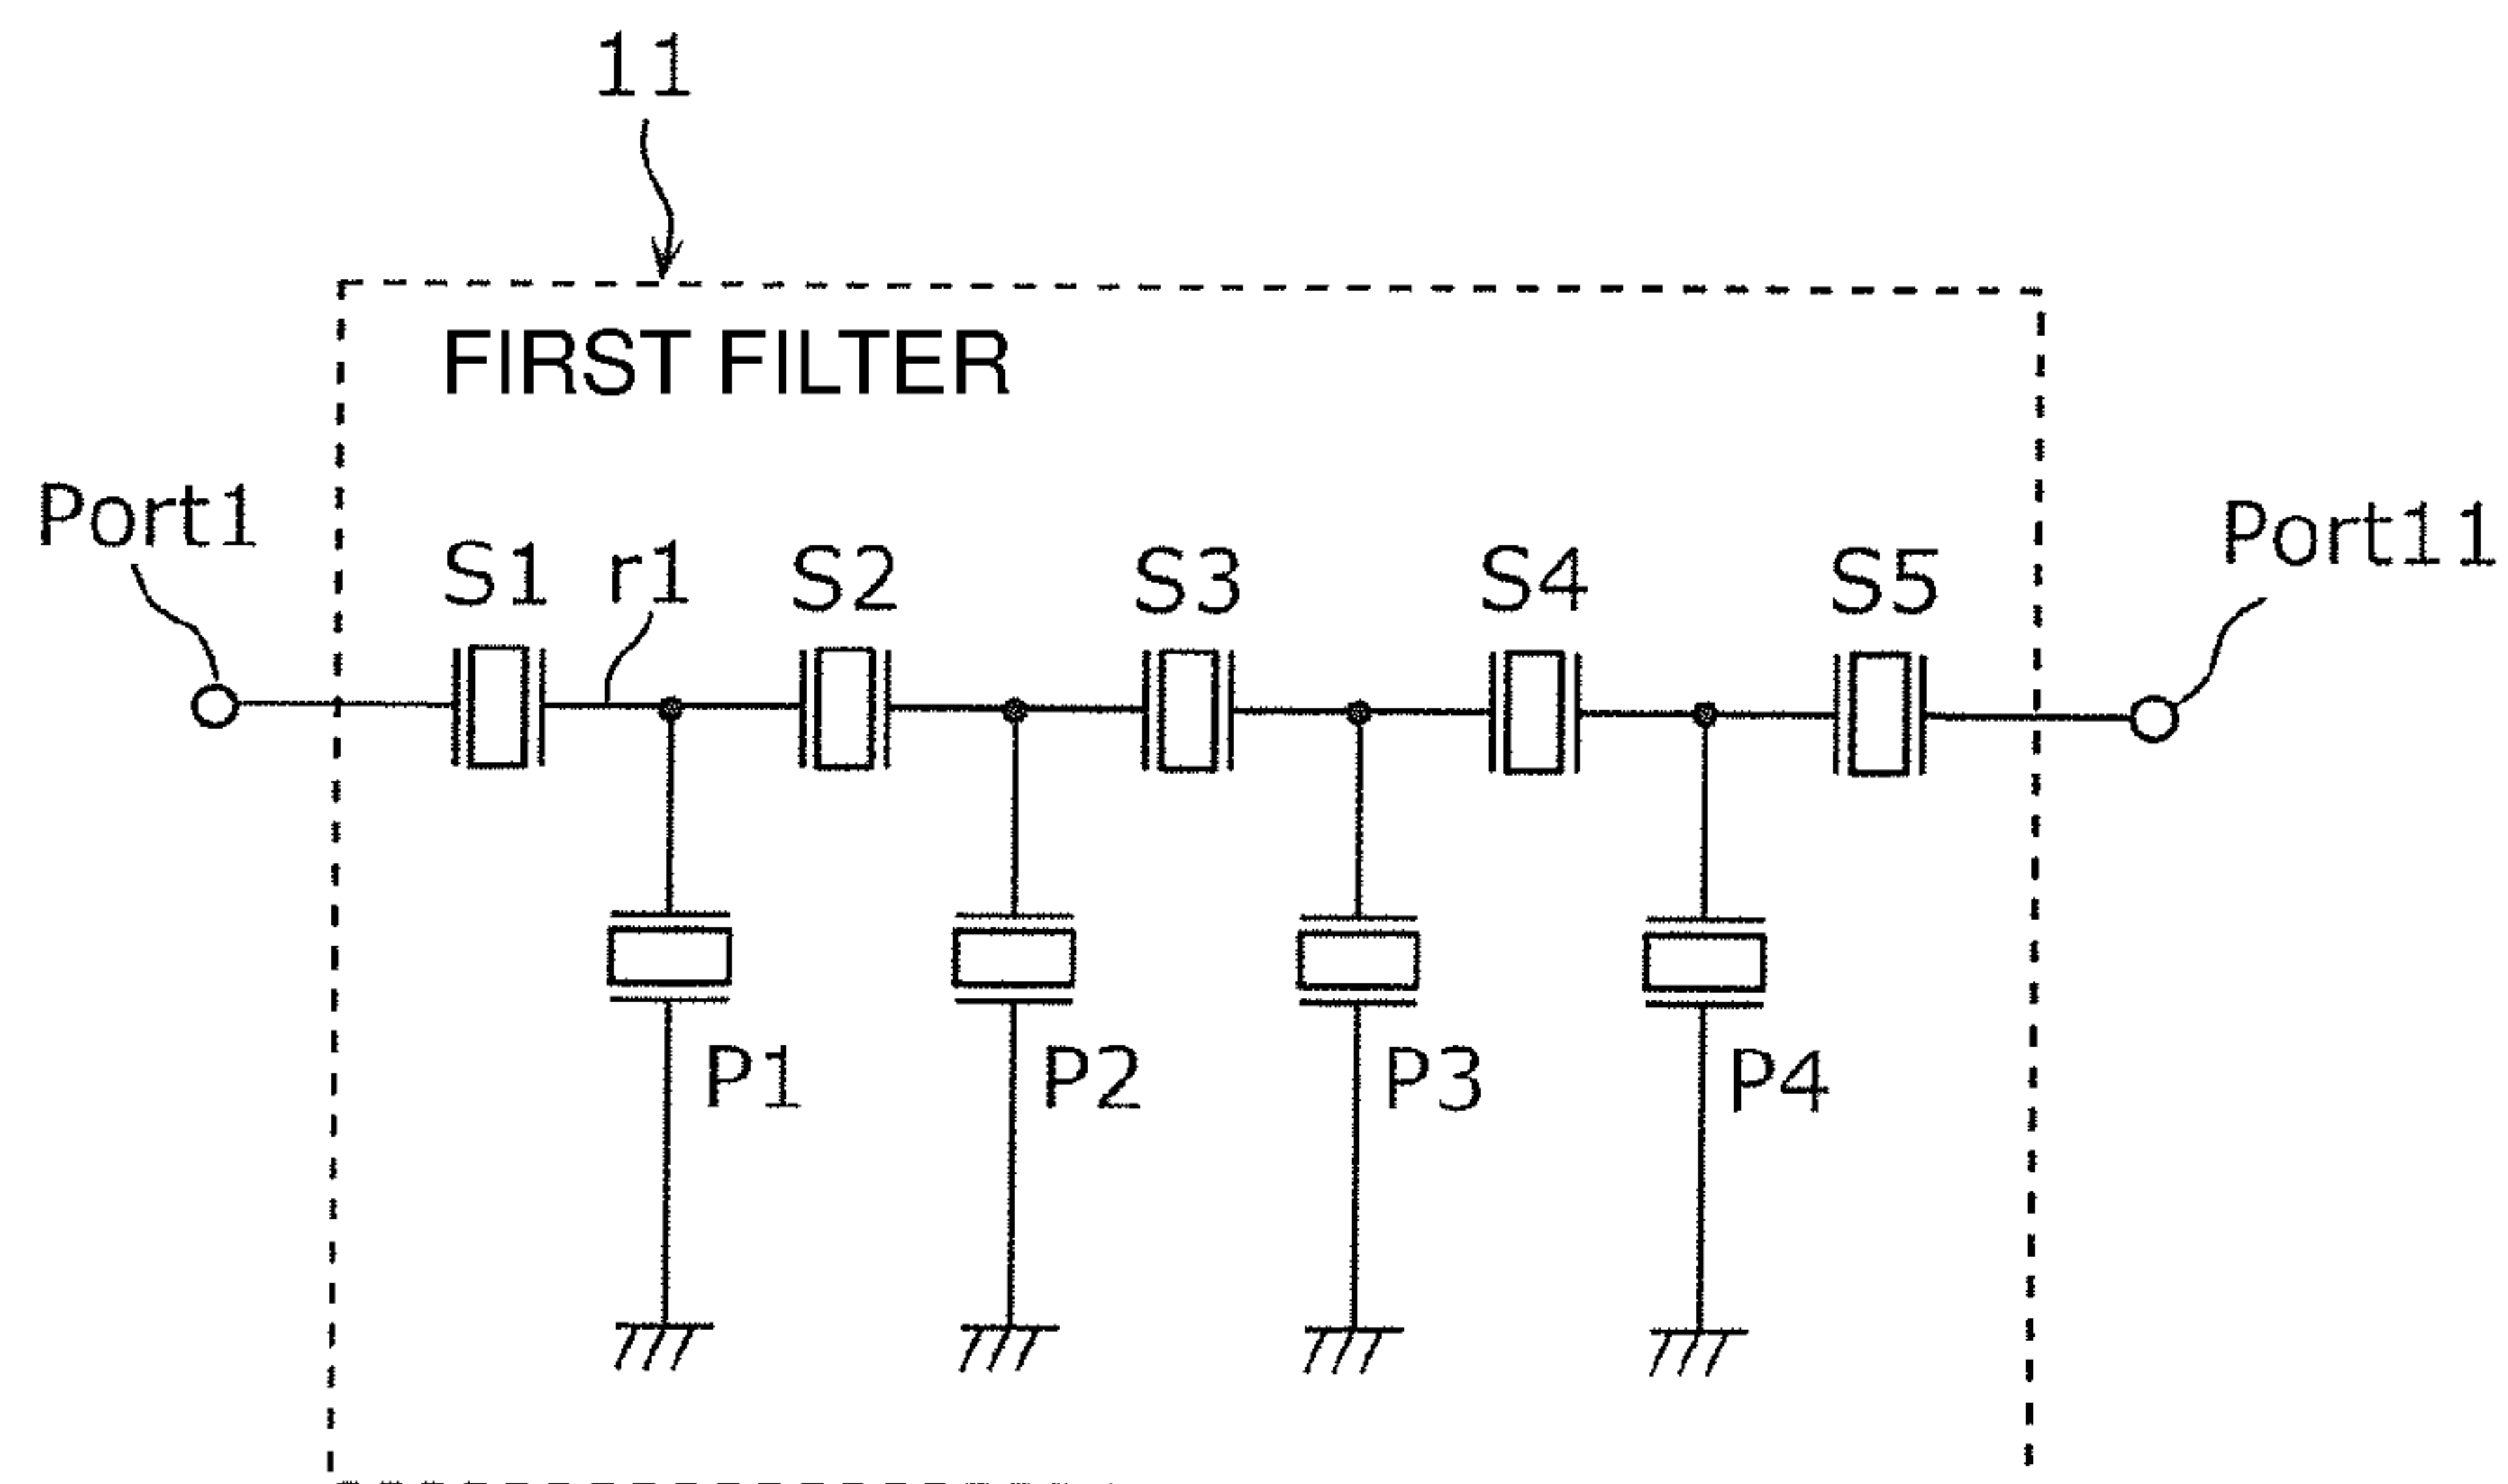 11
FIRST FILTER
Port1
Port11
S1
r1
S2
S3
S4
S5
P1
P2
P3
P4